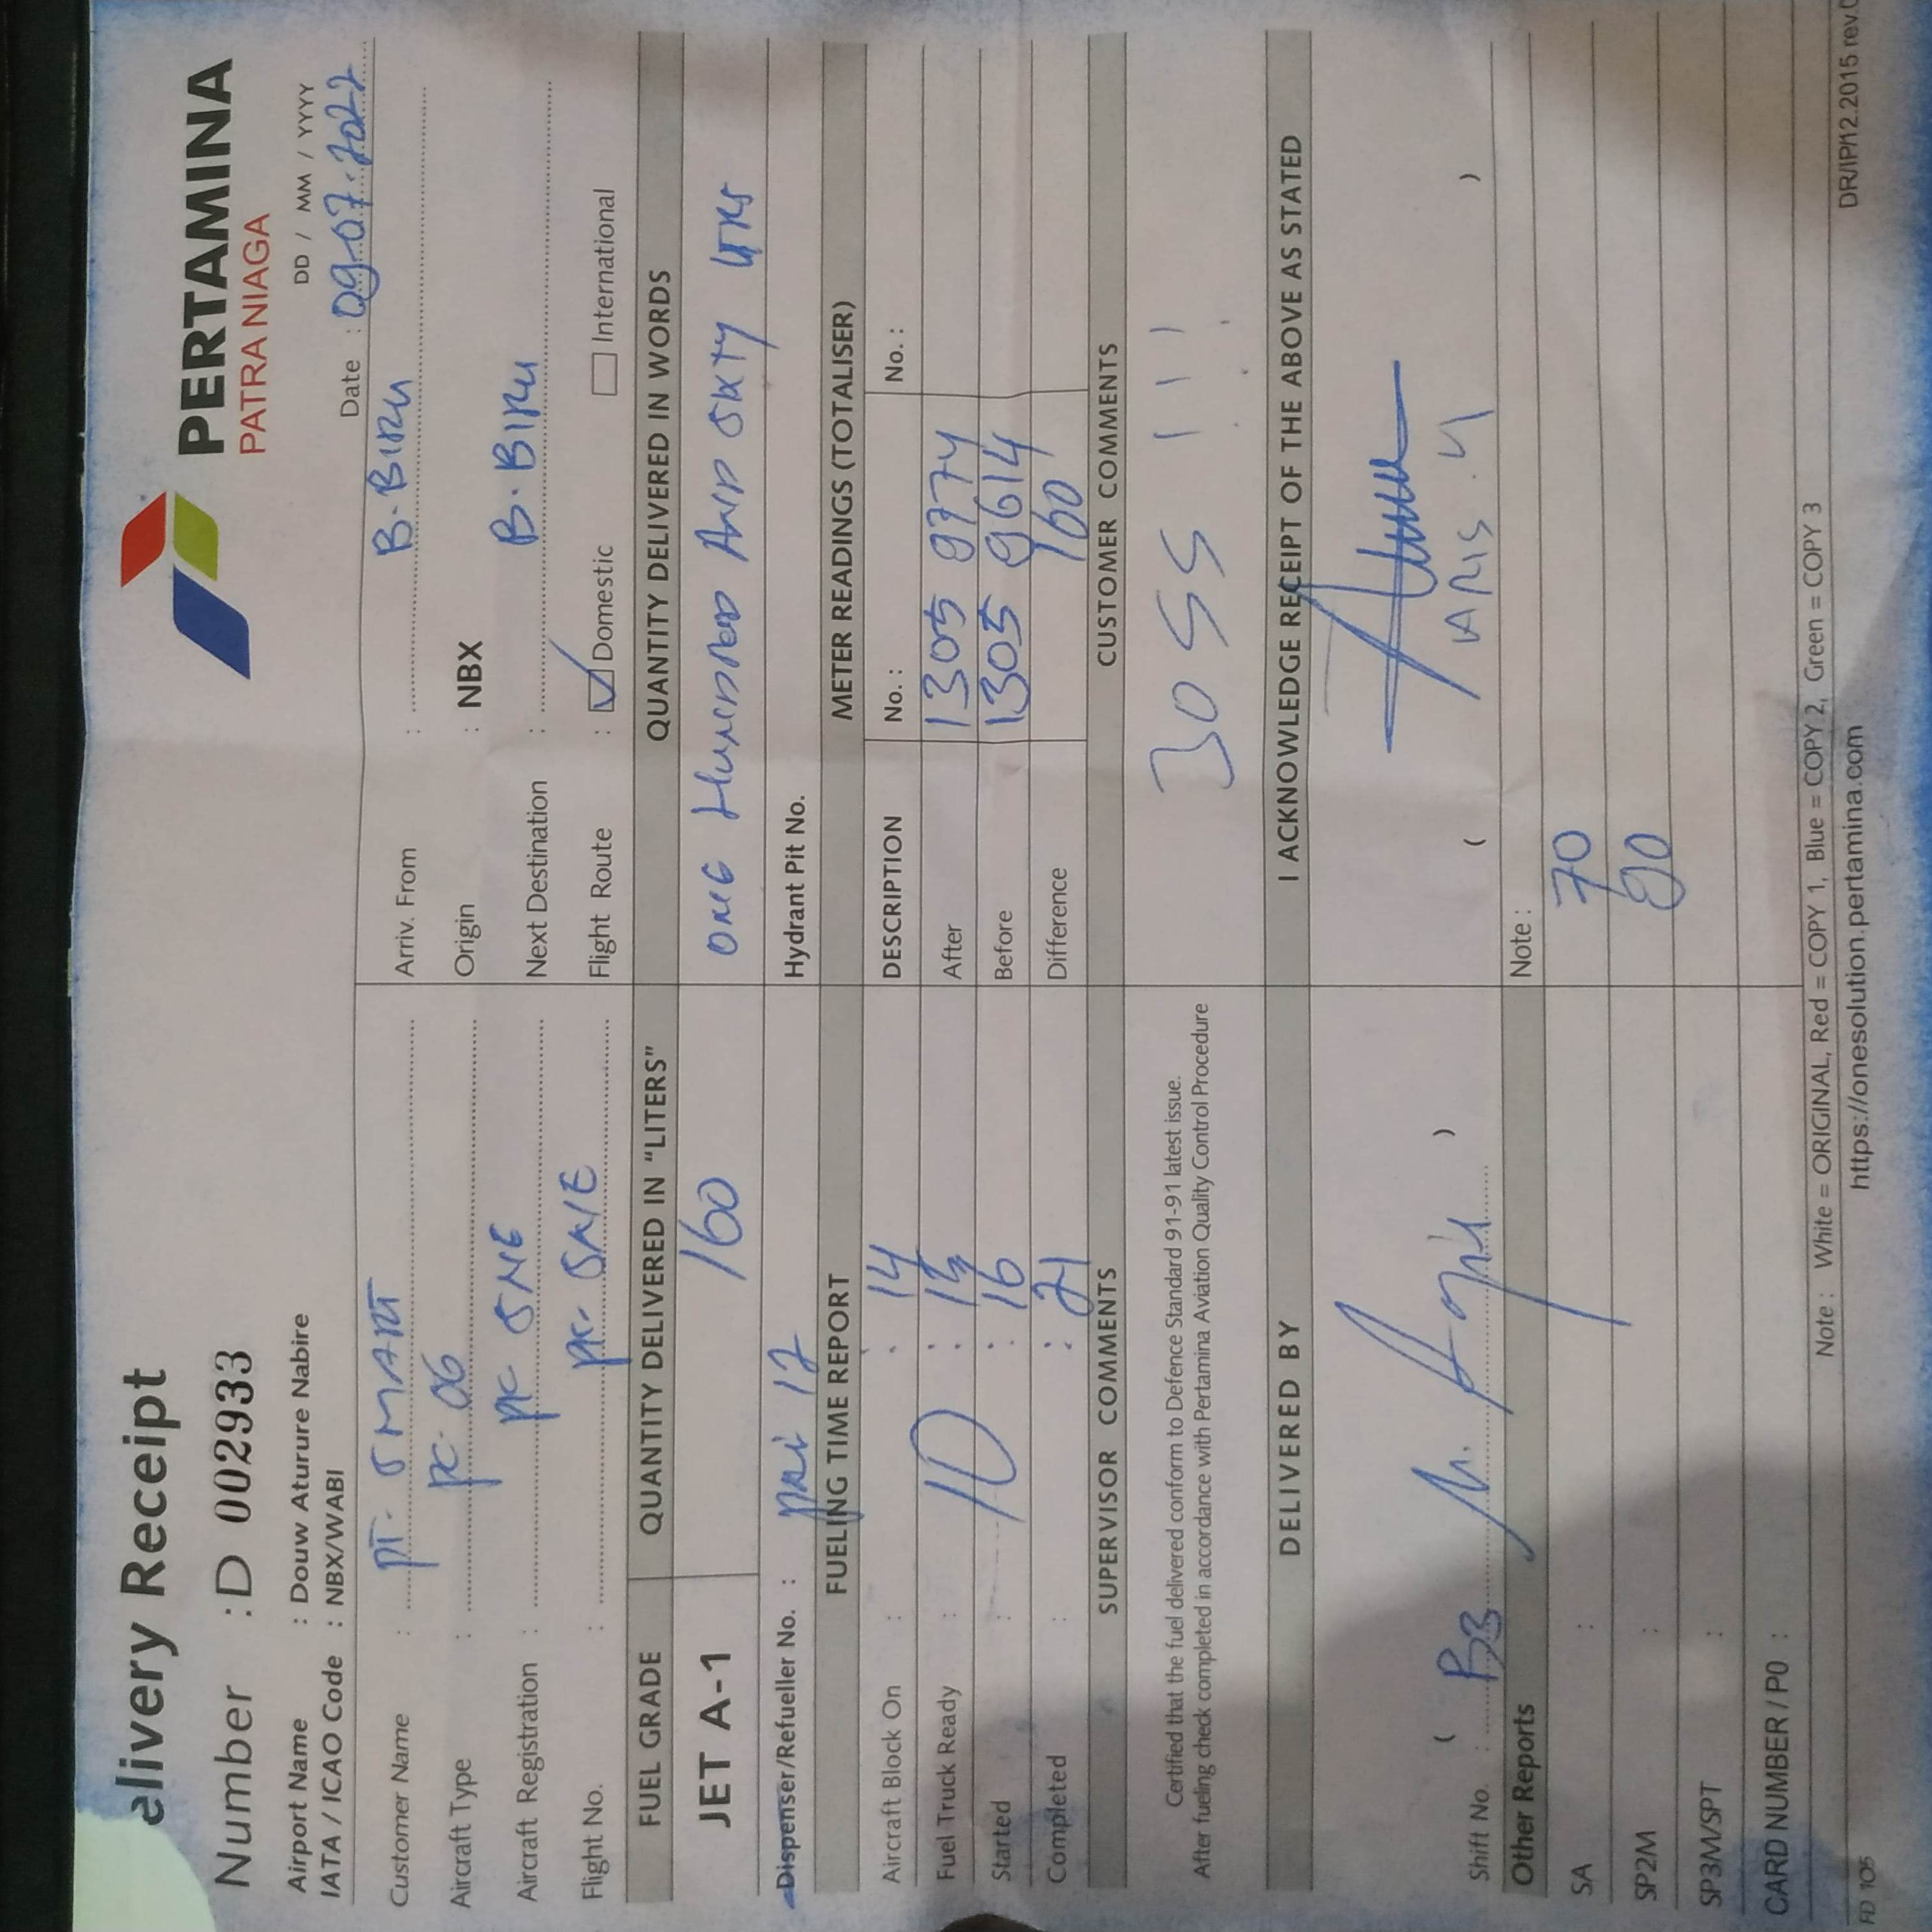 elivery Receipt
PERTAMINA
PATRA NIAGA
Number : D 002933
DD / MM / YYYY
Date : 09-07-2022
Airport Name : Douw Aturure Nabire
IATA / ICAO Code : NBX/WABI
Customer Name : PT. SMART
Arriv. From : B. BIRU
Aircraft Type : PC-06
Origin : NBX
Aircraft Registration : PK SNE
Next Destination : B. BIRU
Flight No. : PK-
Flight Route : Domestic International
FUEL GRADE QUANTITY DELIVERED IN "LITERS" QUANTITY DELIVERED IN WORDS
JET A-1 160 ONE HUNDRED AND SIXTY LTRS
Dispenser/Refueller No. : 12 Hydrant Pit No.
FUELING TIME REPORT METER READINGS (TOTALISER)
Aircraft Block On : 14 DESCRIPTION No. : No. :
Fuel Truck Ready : : After 1305 9774
Started : 10 : 16 Before 1305 9614
Completed : : 21 Difference 160
SUPERVISOR COMMENTS CUSTOMER COMMENTS
Certified that the fuel delivered conform to Defence Standard 91-91 latest issue.
After fueling check completed in accordance with Pertamina Aviation Quality Control Procedure
JOSS !!!
DELIVERED BY I ACKNOWLEDGE RECEIPT OF THE ABOVE AS STATED
ARIS . Y
Shift No. : B3
Other Reports Note :
SA : 70
SP2M : 90
SP3M/SPT :
CARD NUMBER / PO :
Note : White = ORIGINAL, Red = COPY 1, Blue = COPY 2, Green = COPY 3
FD 105 https://onesolution.pertamina.com DR/IP/12.2015 rev.0